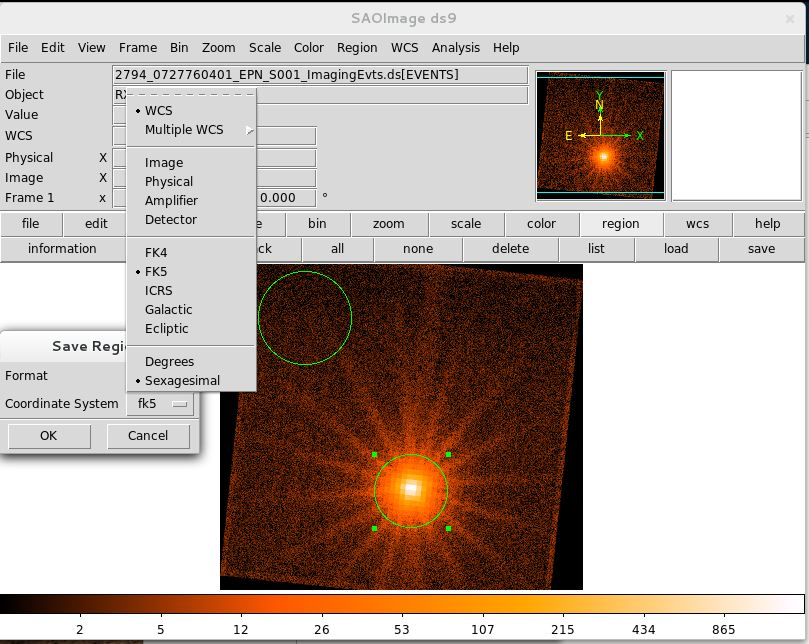 SAOImage ds9
File Edit View Frame Bin Zoom Scale Color Region WCS Analysis Help
File 2794_0727760401_EPN_S001_ImagingEvts.ds[EVENTS]
Object
Value
WCS
Physical X
Image X
Frame 1 x 0.000 °
WCS
Multiple WCS
Image
Physical
Amplifier
Detector
FK4
FK5
ICRS
Galactic
Ecliptic
Degrees
Sexagesimal
Y
N
E X
file edit bin zoom scale color region wcs help
information all none delete list load save
Save Regi
Format
Coordinate System fk5
OK Cancel
2 5 12 26 53 107 215 434 865